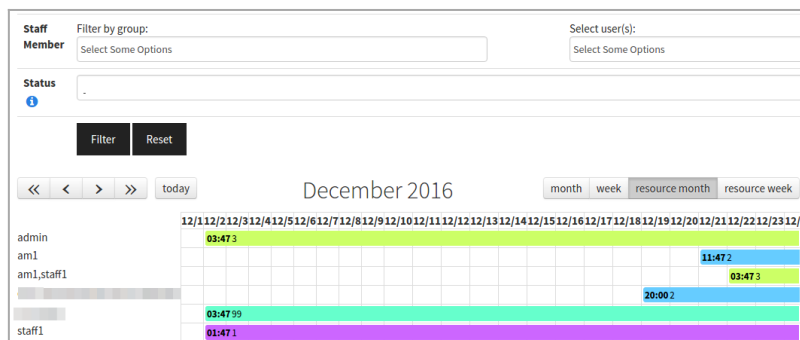 Staff Member
Filter by group:
Select user(s):
Select Some Options
Select Some Options
Status
-
Filter
Reset
today
December 2016
month
week
resource month
resource week
12/1 12/2 12/3 12/4 12/5 12/6 12/7 12/8 12/9 12/10 12/11 12/12 12/13 12/14 12/15 12/16 12/17 12/18 12/19 12/20 12/21 12/22 12/23 12/
admin
03:47 3
am1
11:47 2
am1,staff1
03:47 3
20:00 2
03:47 99
staff1
01:47 1